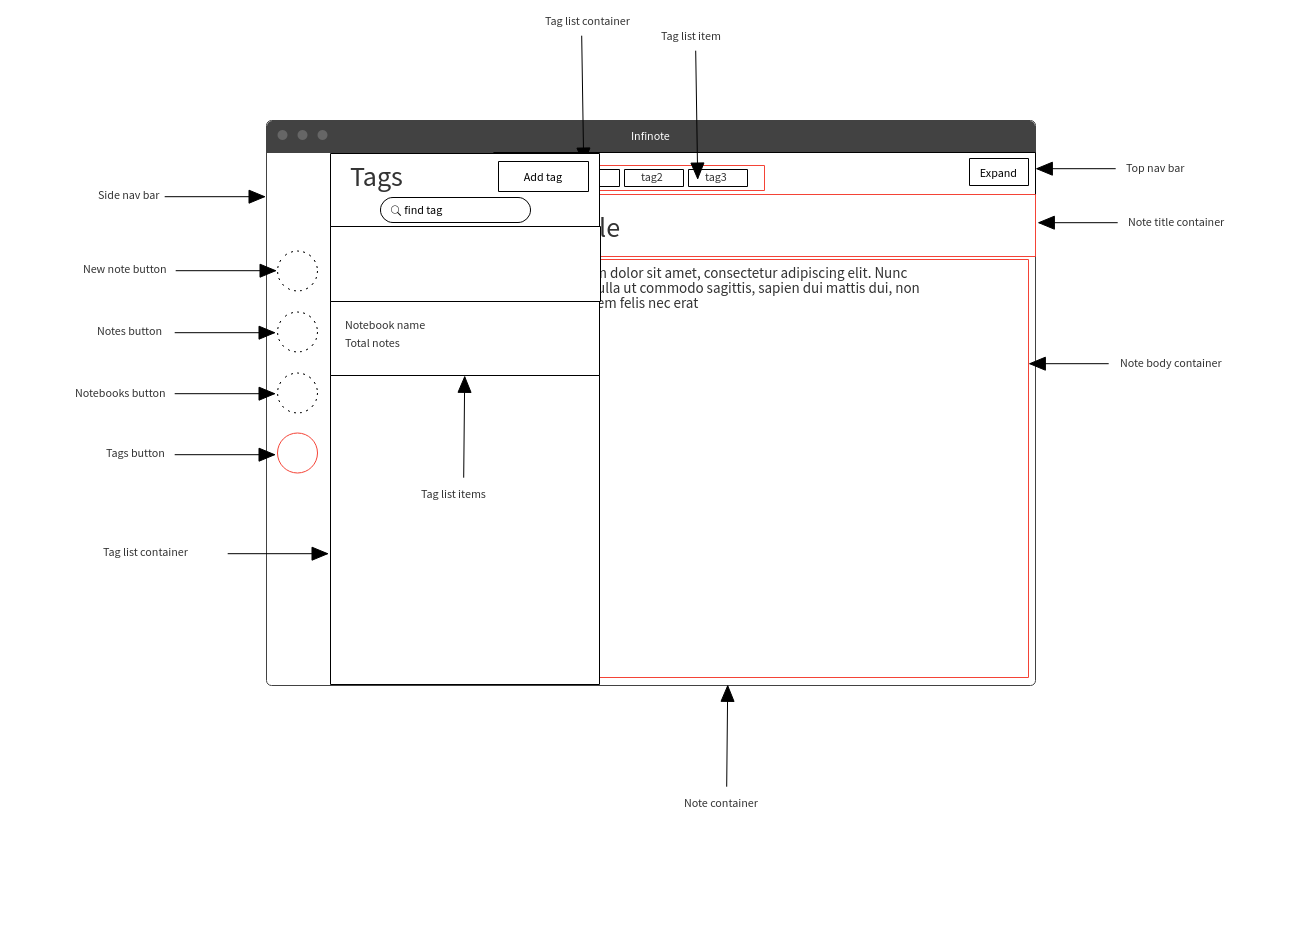 Tag list container
Tag list item
Infinote
Tags
Add tag
find tag
tag2
tag3
Expand
Top nav bar
Side nav bar
le
Note title container
New note button
dolor sit amet, consectetur adipiscing elit. Nunc
ulla ut commodo sagittis, sapien dui mattis dui, non
em felis nec erat
Notebook name
Total notes
Notes button
Note body container
Notebooks button
Tags button
Tag list items
Tag list container
Note container